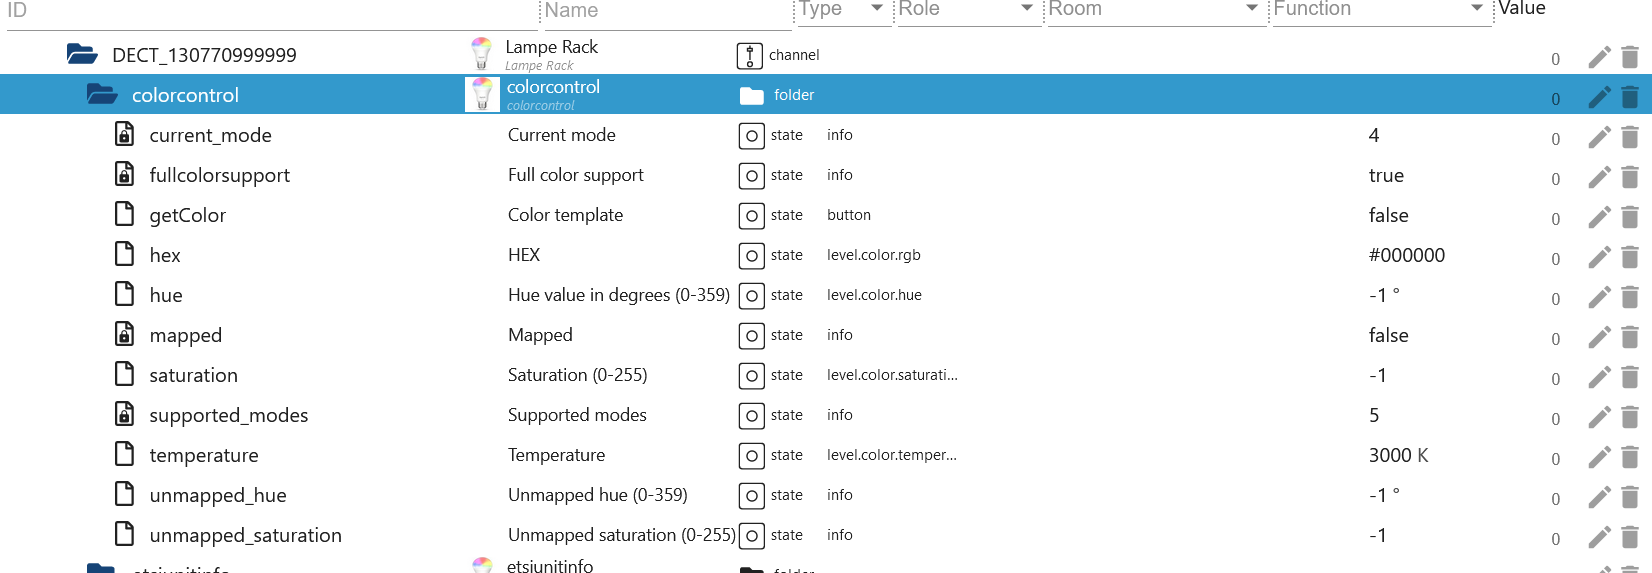 ID Name Type Role Room Function Value
DECT_130770999999 Lampe Rack channel 0
Lampe Rack
colorcontrol colorcontrol folder 0
colorcontrol
current_mode Current mode state info 4 0
fullcolorsupport Full color support state info true 0
getColor Color template state button false 0
hex HEX state level.color.rgb #000000 0
hue Hue value in degrees (0-359) state level.color.hue -1 ° 0
mapped Mapped state info false 0
saturation Saturation (0-255) state level.color.saturati... -1 0
supported_modes Supported modes state info 5 0
temperature Temperature state level.color.temper... 3000 K 0
unmapped_hue Unmapped hue (0-359) state info -1 ° 0
unmapped_saturation Unmapped saturation (0-255) state info -1 0
etsiunitinfo etsiunitinfo folder